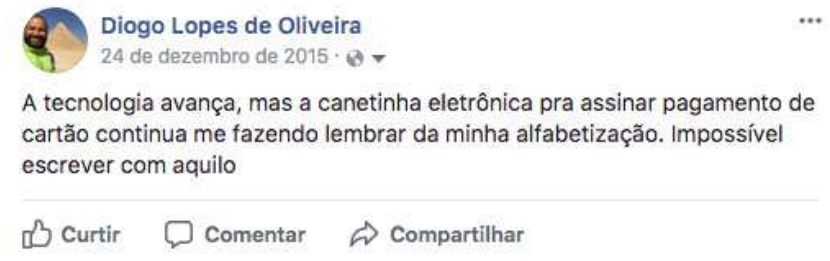 Diogo Lopes de Oliveira
24 de dezembro de 2015 ·
A tecnologia avança, mas a canetinha eletrônica pra assinar pagamento de
cartão continua me fazendo lembrar da minha alfabetização. Impossível
escrever com aquilo
Curtir Comentar Compartilhar